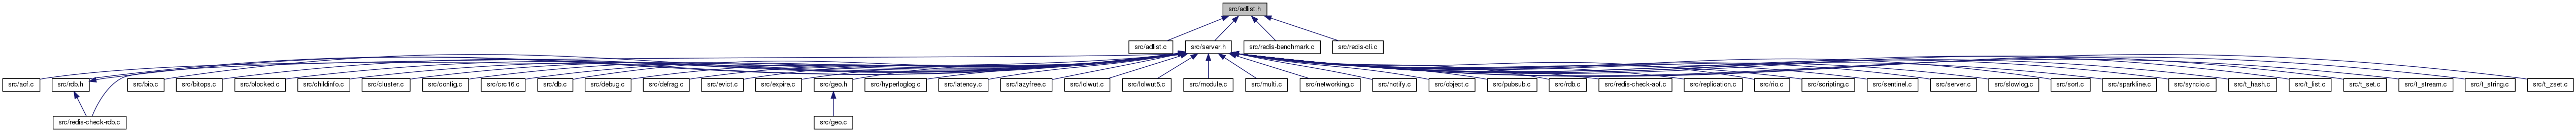 src/adlist.h
src/adlist.c
src/server.h
src/redis-benchmark.c
src/redis-cli.c
src/aof.c
src/rdb.h
src/bio.c
src/bitops.c
src/blocked.c
src/childinfo.c
src/cluster.c
src/config.c
src/crc16.c
src/db.c
src/debug.c
src/defrag.c
src/evict.c
src/expire.c
src/geo.h
src/hyperloglog.c
src/latency.c
src/lazyfree.c
src/lolwut.c
src/lolwut5.c
src/module.c
src/multi.c
src/networking.c
src/notify.c
src/object.c
src/pubsub.c
src/rdb.c
src/redis-check-aof.c
src/replication.c
src/rio.c
src/scripting.c
src/sentinel.c
src/server.c
src/slowlog.c
src/sort.c
src/sparkline.c
src/syncio.c
src/t_hash.c
src/t_list.c
src/t_set.c
src/t_stream.c
src/t_string.c
src/t_zset.c
src/redis-check-rdb.c
src/geo.c